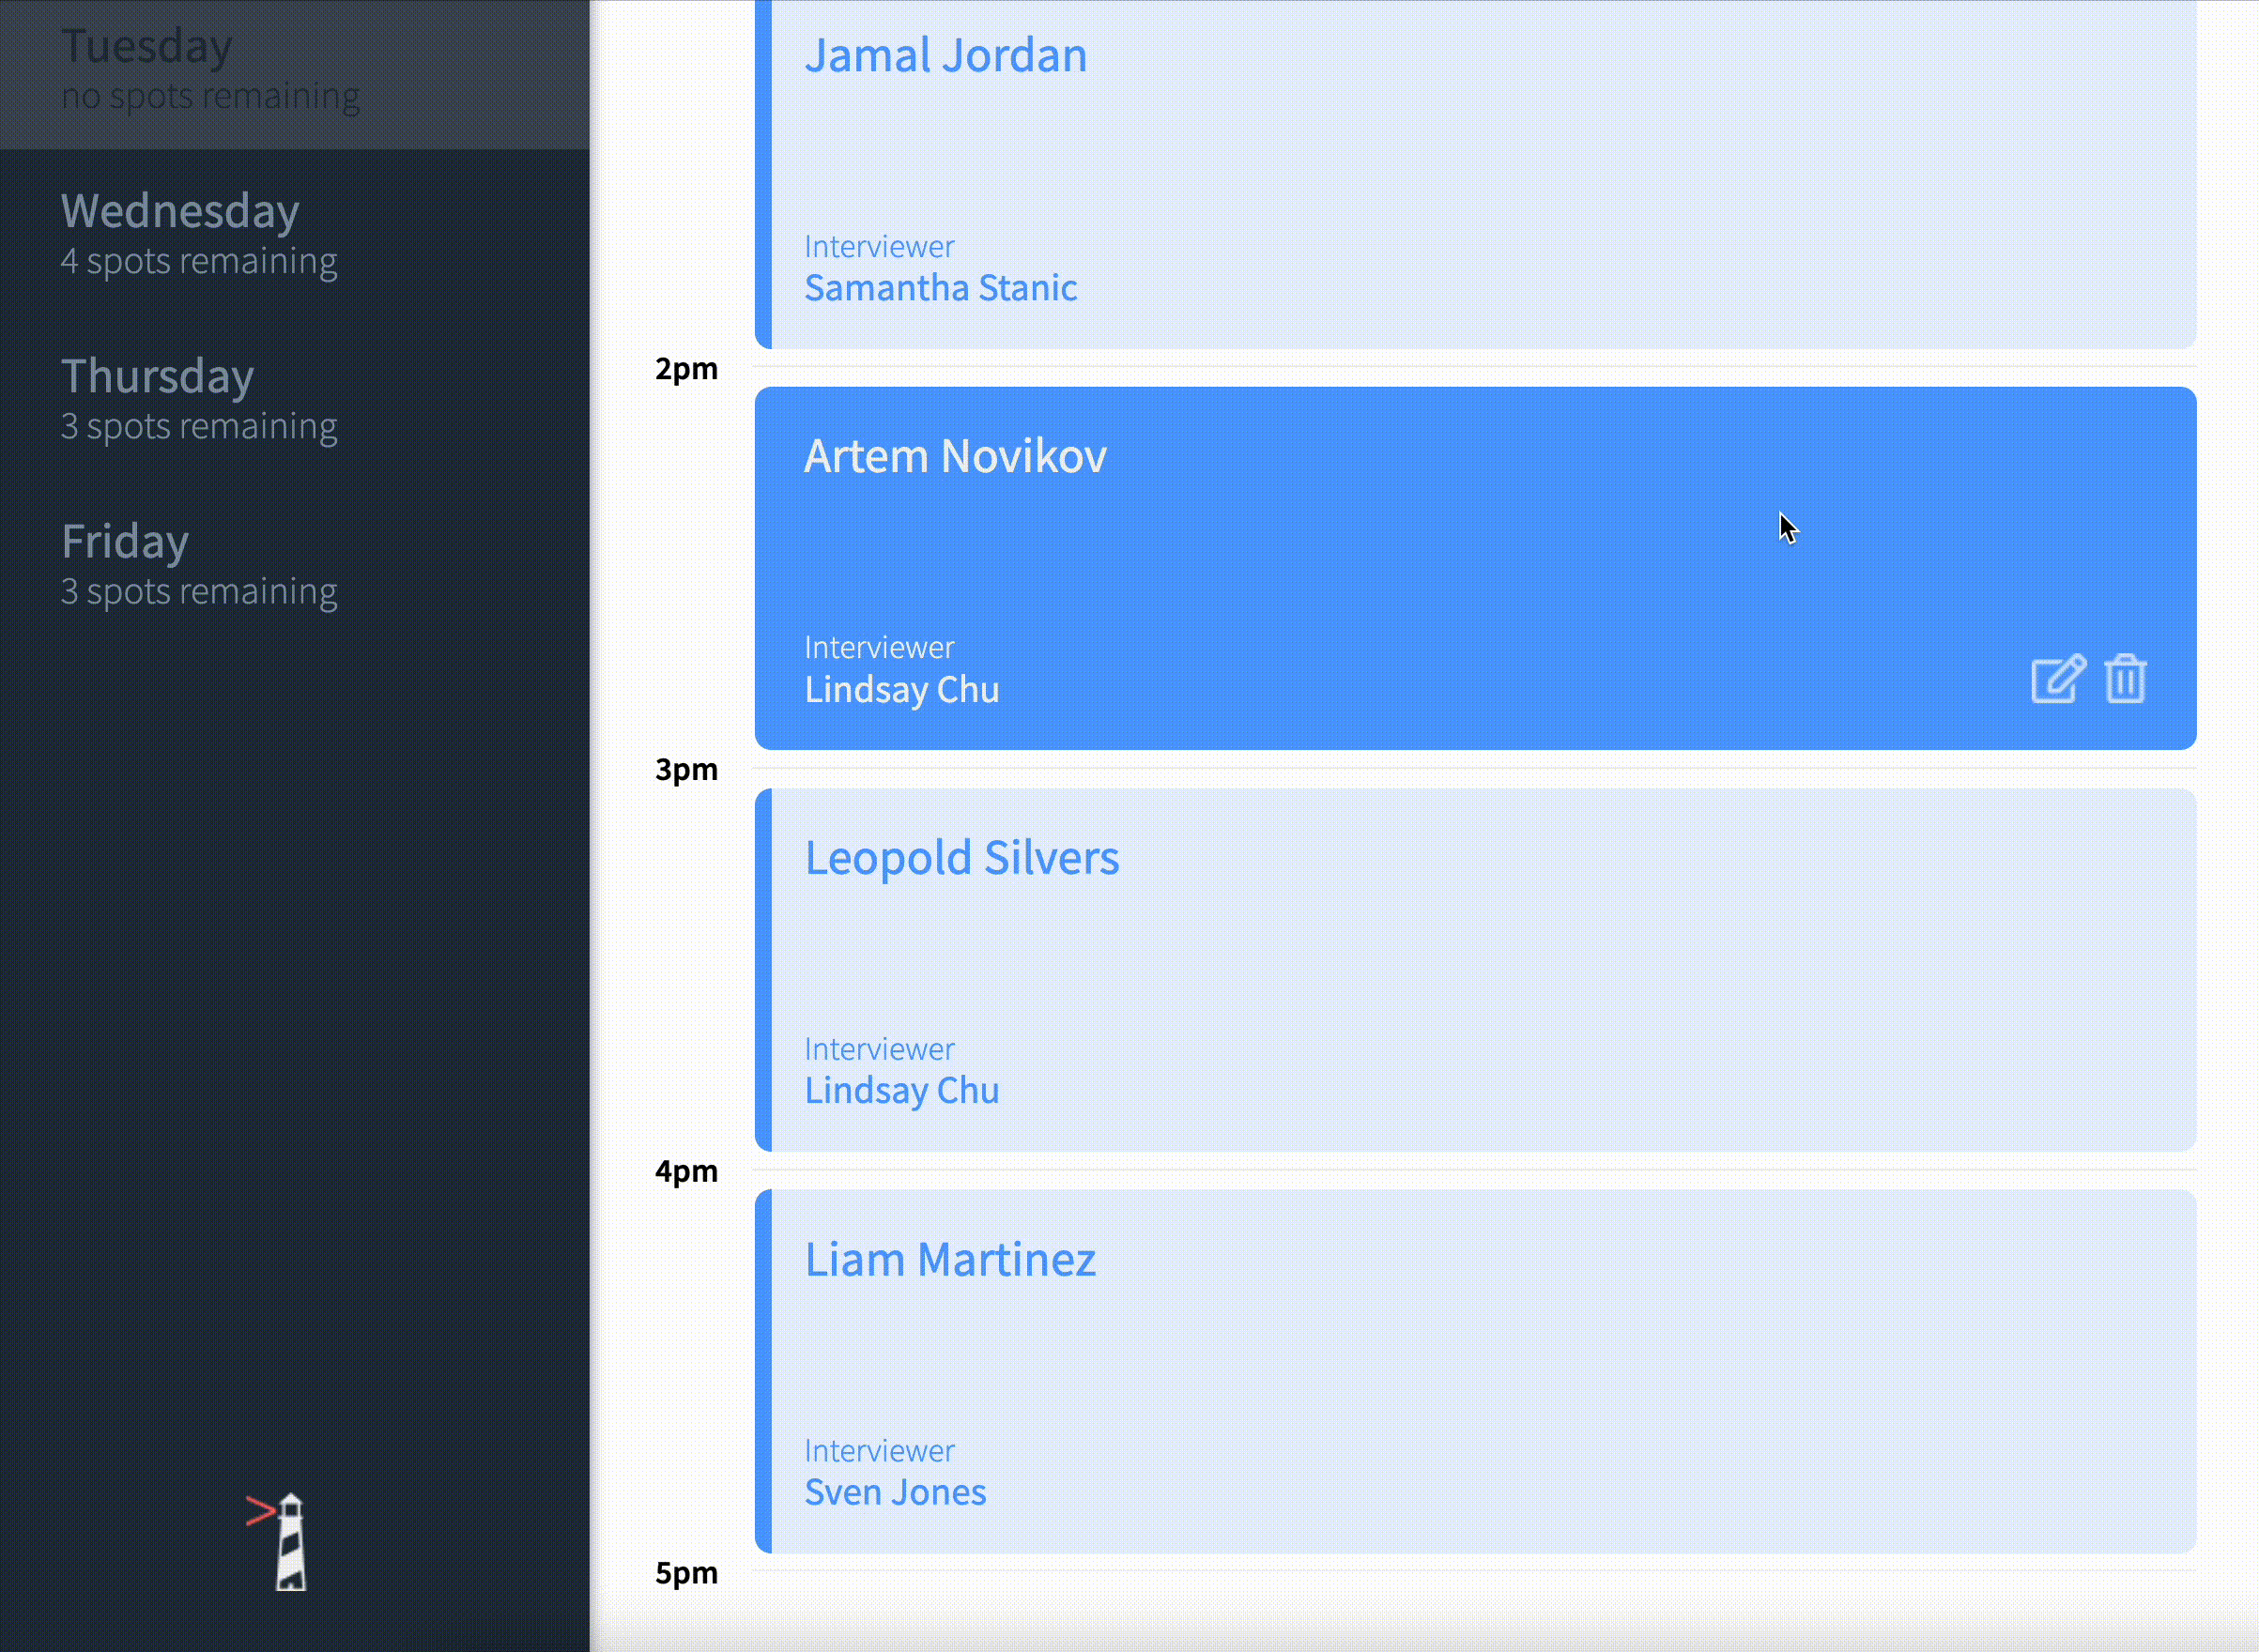 Tuesday
no spots remaining
Wednesday
4 spots remaining
Thursday
3 spots remaining
Friday
3 spots remaining
Jamal Jordan
Interviewer
Samantha Stanic
2pm
Artem Novikov
Interviewer
Lindsay Chu
3pm
Leopold Silvers
Interviewer
Lindsay Chu
4pm
Liam Martinez
Interviewer
Sven Jones
5pm